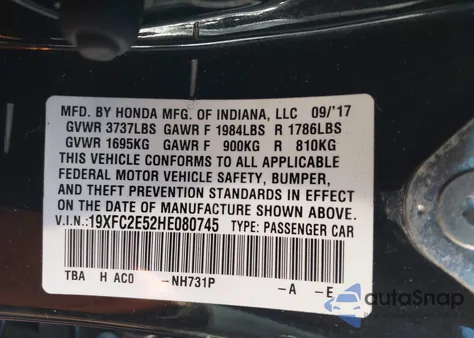 MFD. BY HONDA MFG. OF INDIANA, LLC 09/'17
GVWR 3737LBS GAWR F 1984LBS R 1786LBS
GVWR 1695KG GAWR F 900KG R 810KG
THIS VEHICLE CONFORMS TO ALL APPLICABLE
FEDERAL MOTOR VEHICLE SAFETY, BUMPER,
AND THEFT PREVENTION STANDARDS IN EFFECT
ON THE DATE OF MANUFACTURE SHOWN ABOVE.
V.I.N.:19XFC2E52HE080745 TYPE: PASSENGER CAR
TBA H AC0 -NH731P -A -E
autoSnap